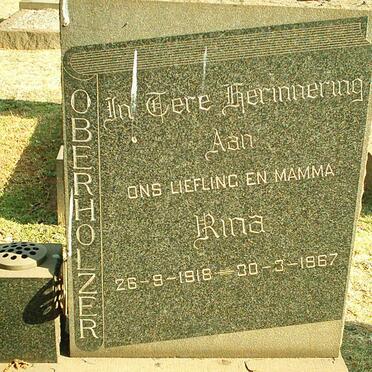 OBERHOLZER
In Tere Herinnering
Aan
ONS LIEFLING EN MAMMA
Rina
26-9-1918 — 30-3-1967